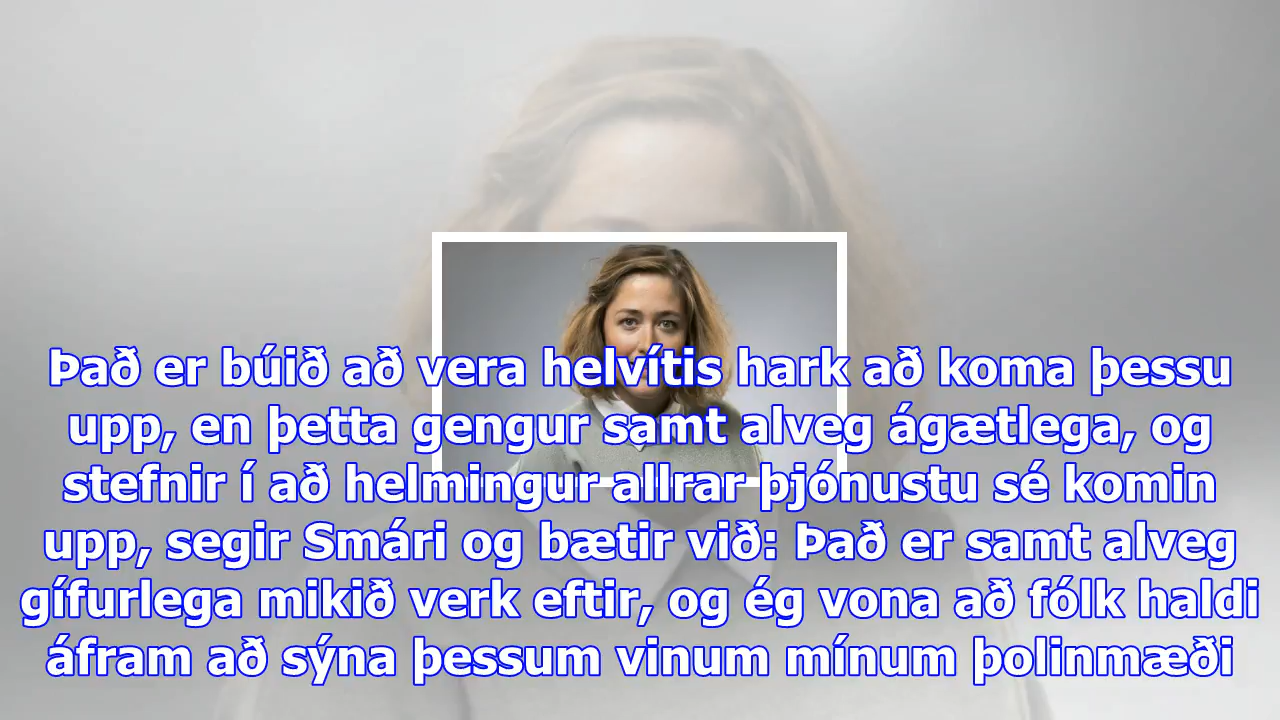 Það er búið að vera helvítis hark að koma þessu
upp, en þetta gengur samt alveg ágætlega, og
stefnir í að helmingur allrar þjónustu sé komin
upp, segir Smári og bætir við: Það er samt alveg
gífurlega mikið verk eftir, og ég vona að fólk haldi
áfram að sýna þessum vinum mínum þolinmæði